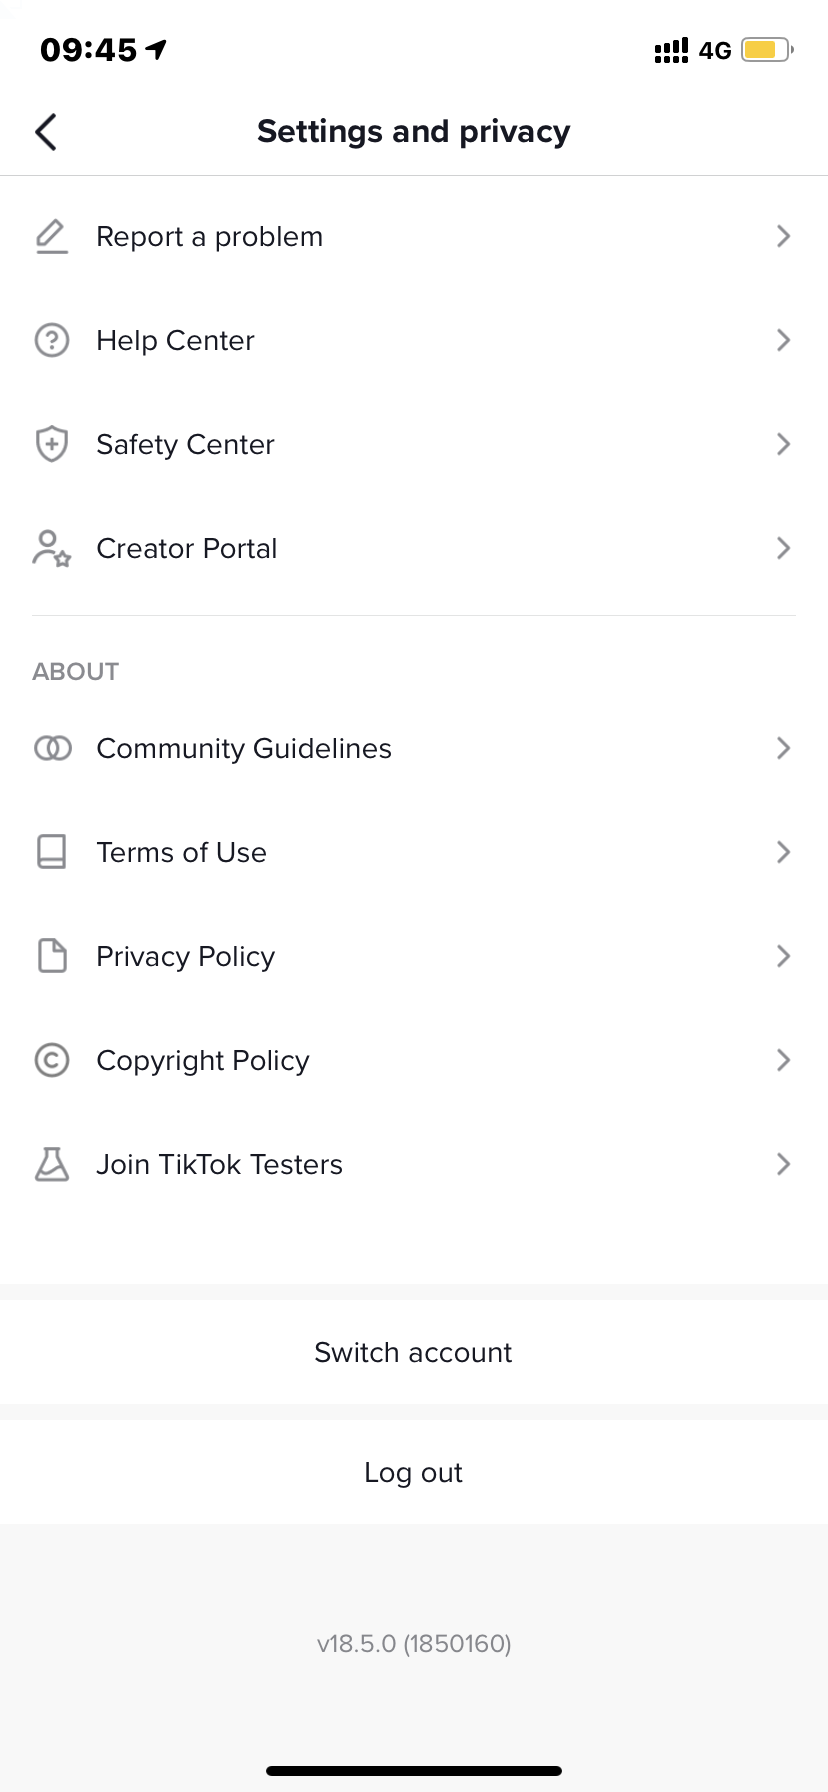 09:45
4G
Settings and privacy
Report a problem
Help Center
Safety Center
Creator Portal
ABOUT
Community Guidelines
Terms of Use
Privacy Policy
Copyright Policy
Join TikTok Testers
Switch account
Log out
v18.5.0 (1850160)